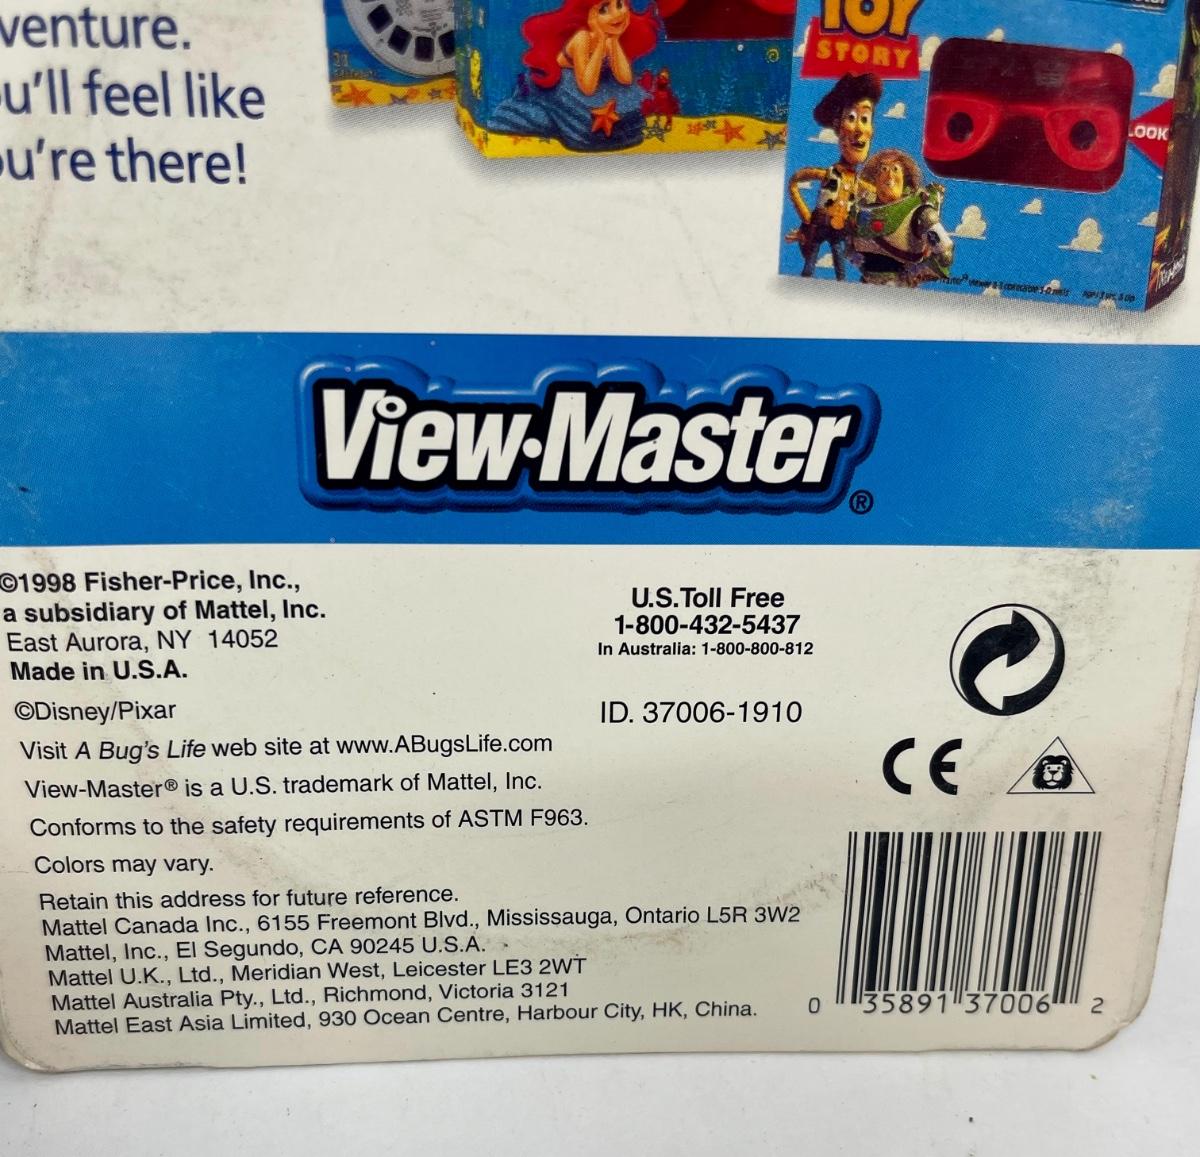 venture.
u'll feel like
u're there!
21
TOY
STORY
LOOK
View-Master®
©1998 Fisher-Price, Inc.,
a subsidiary of Mattel, Inc.
East Aurora, NY 14052
Made in U.S.A.
©Disney/Pixar
Visit A Bug's Life web site at www.ABugsLife.com
View-Master® is a U.S. trademark of Mattel, Inc.
Conforms to the safety requirements of ASTM F963.
Colors may vary.
Retain this address for future reference.
Mattel Canada Inc., 6155 Freemont Blvd., Mississauga, Ontario L5R 3W2
Mattel, Inc., El Segundo, CA 90245 U.S.A.
Mattel U.K., Ltd., Meridian West, Leicester LE3 2WT
Mattel Australia Pty., Ltd., Richmond, Victoria 3121
Mattel East Asia Limited, 930 Ocean Centre, Harbour City, HK, China.
U.S.Toll Free
1-800-432-5437
In Australia: 1-800-800-812
ID. 37006-1910
CE
0 35891 37006 2